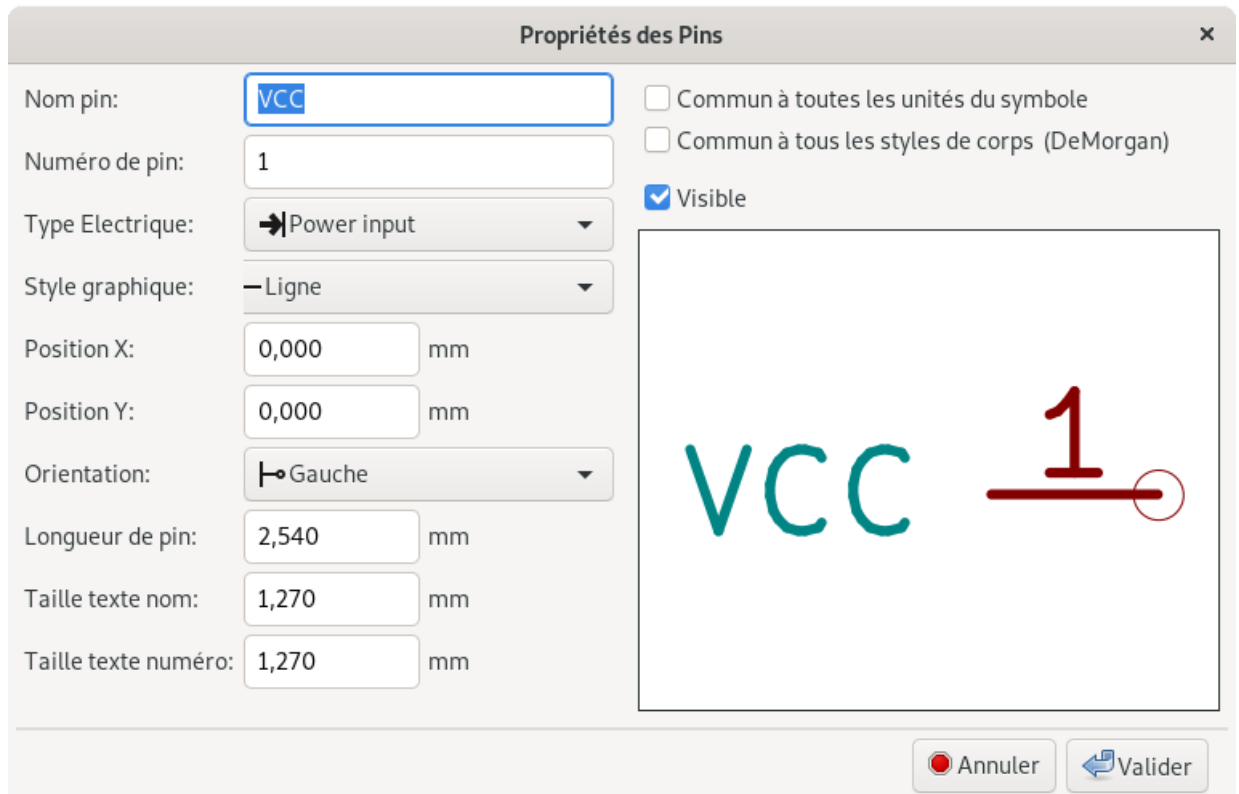 Propriétés des Pins ×
Nom pin: VCC
Commun à toutes les unités du symbole
Numéro de pin: 1
Commun à tous les styles de corps (DeMorgan)
Visible
Type Electrique: Power input
Style graphique: Ligne
Position X: 0,000 mm
Position Y: 0,000 mm
Orientation: Gauche
Longueur de pin: 2,540 mm
Taille texte nom: 1,270 mm
Taille texte numéro: 1,270 mm
VCC 1
Annuler Valider